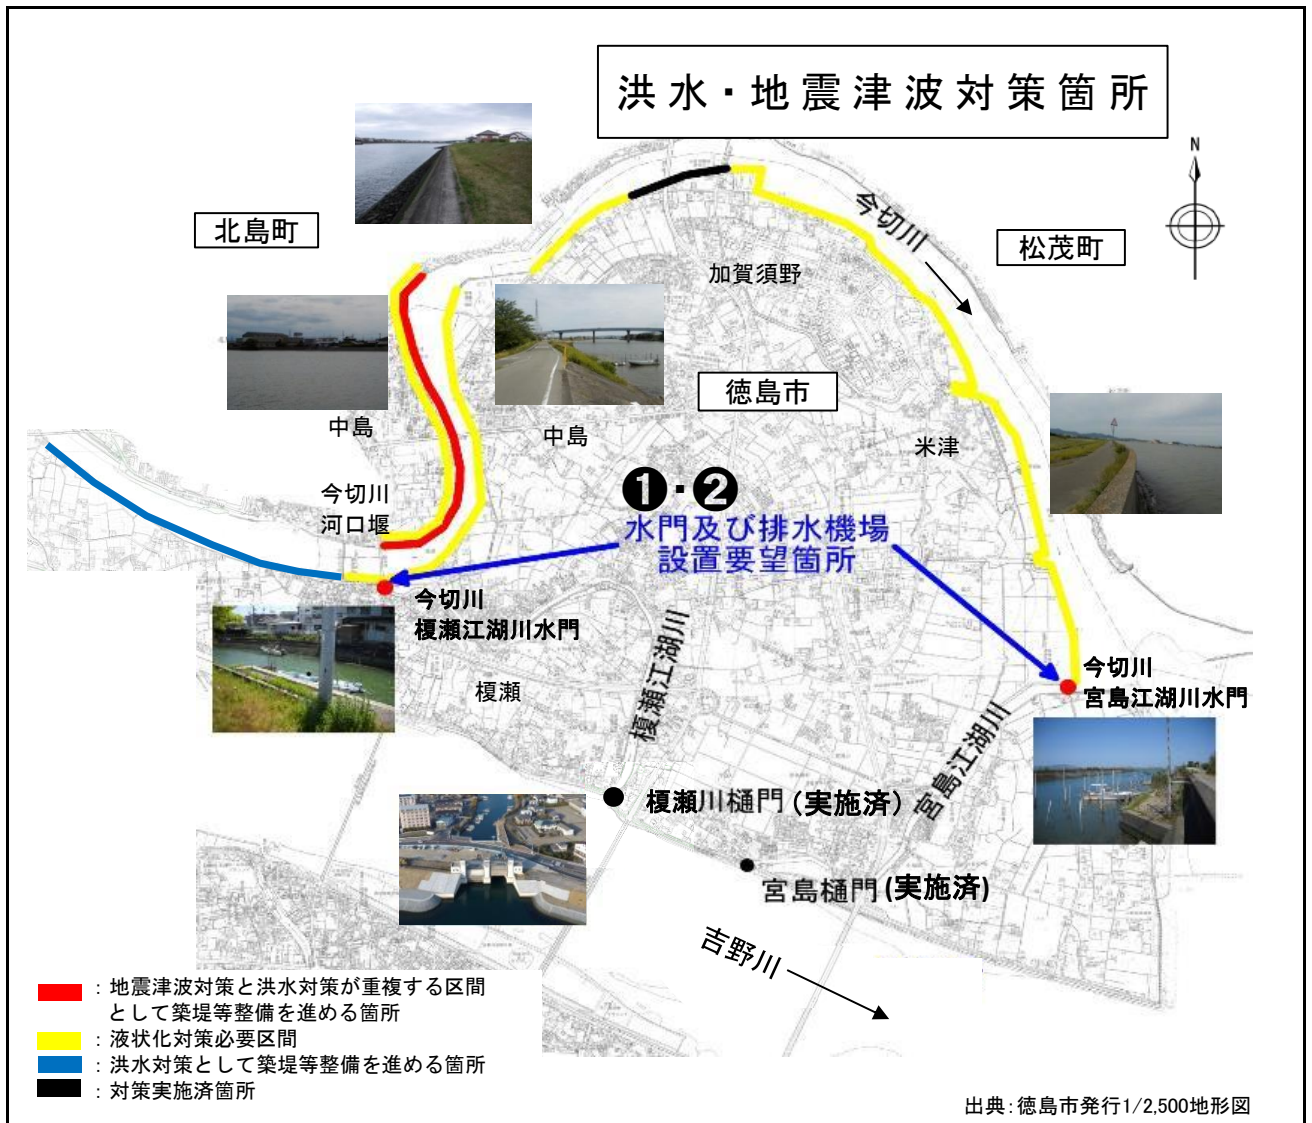 洪水・地震津波対策箇所
N
北島町
今切川
松茂町
加賀須野
徳島市
中島
中島
米津
今切川
河口堰
❶・❷
水門及び排水機場
設置要望箇所
今切川
榎瀬江湖川水門
今切川
宮島江湖川水門
榎瀬
榎瀬江湖川
宮島江湖川
榎瀬川樋門(実施済)
宮島樋門(実施済)
吉野川
：地震津波対策と洪水対策が重複する区間
として築堤等整備を進める箇所
：液状化対策必要区間
：洪水対策として築堤等整備を進める箇所
：対策実施済箇所
出典：徳島市発行1/2,500地形図